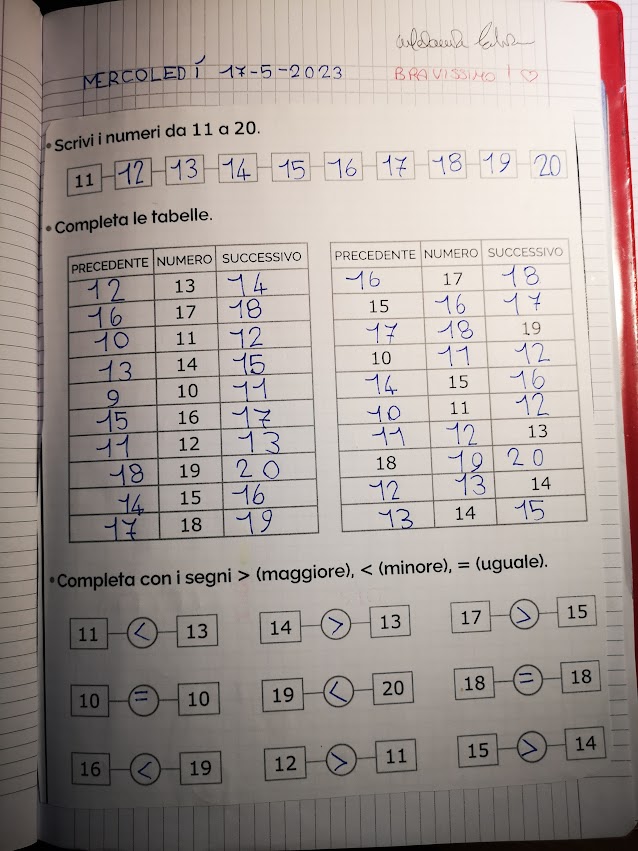 MERCOLEDÍ 17-5-2023 BRAVISSIMO! ♡
• Scrivi i numeri da 11 a 20.
11 12 13 14 15 16 17 18 19 20
• Completa le tabelle.
PRECEDENTE NUMERO SUCCESSIVO PRECEDENTE NUMERO SUCCESSIVO
12 13 14 16 17 18
16 17 18 15 16 17
10 11 12 17 18 19
13 14 15 10 11 12
9 10 11 14 15 16
15 16 17 10 11 12
11 12 13 11 12 13
18 19 20 18 19 20
14 15 16 12 13 14
17 18 19 13 14 15
• Completa con i segni > (maggiore), < (minore), = (uguale).
11 < 13 14 > 13 17 > 15
10 = 10 19 < 20 18 = 18
16 < 19 12 > 11 15 > 14